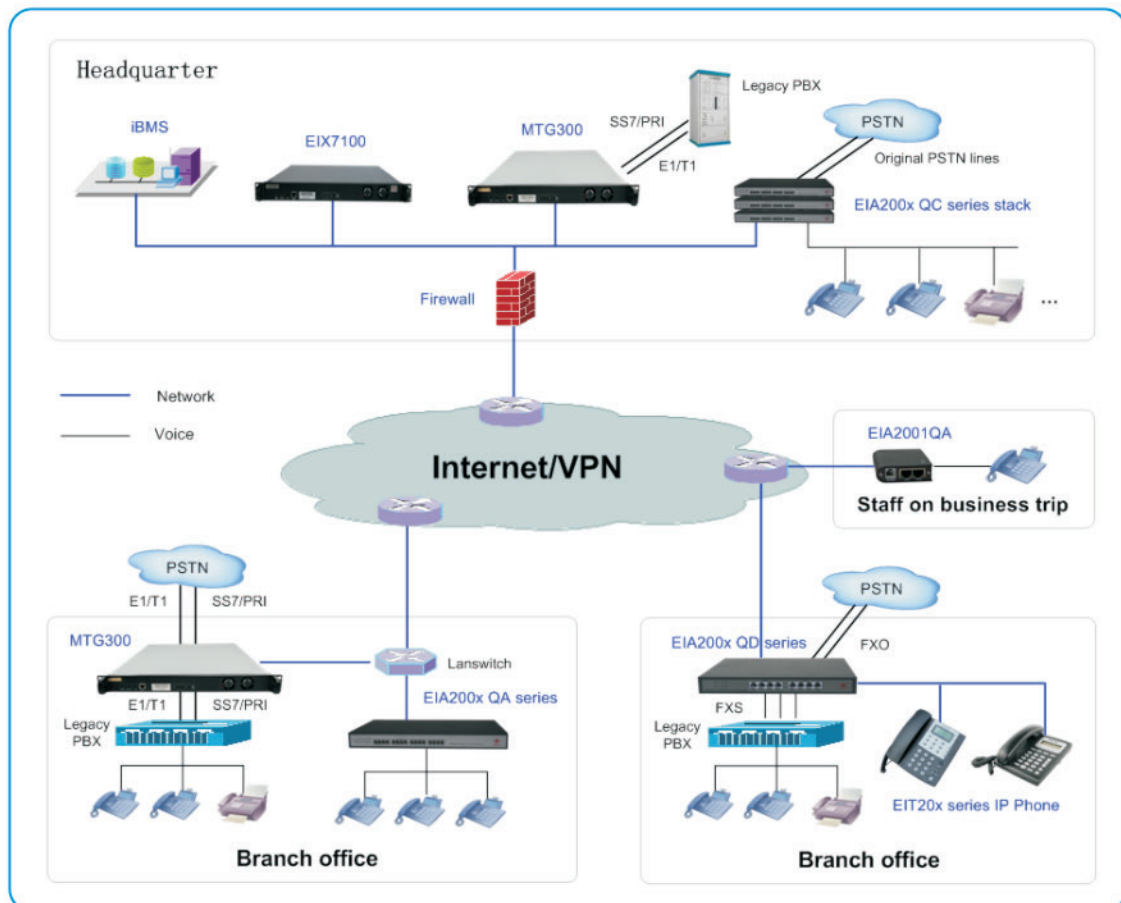 Headquarter
iBMS
EIX7100
MTG300
SS7/PRI
E1/T1
Legacy PBX
PSTN
Original PSTN lines
EIA200x QC series stack
...
Firewall
Network
Voice
Internet/VPN
EIA2001QA
Staff on business trip
PSTN
E1/T1
SS7/PRI
MTG300
Lanswitch
E1/T1
SS7/PRI
Legacy
PBX
EIA200x QA series
Branch office
PSTN
FXO
EIA200x QD series
FXS
Legacy
PBX
EIT20x series IP Phone
Branch office